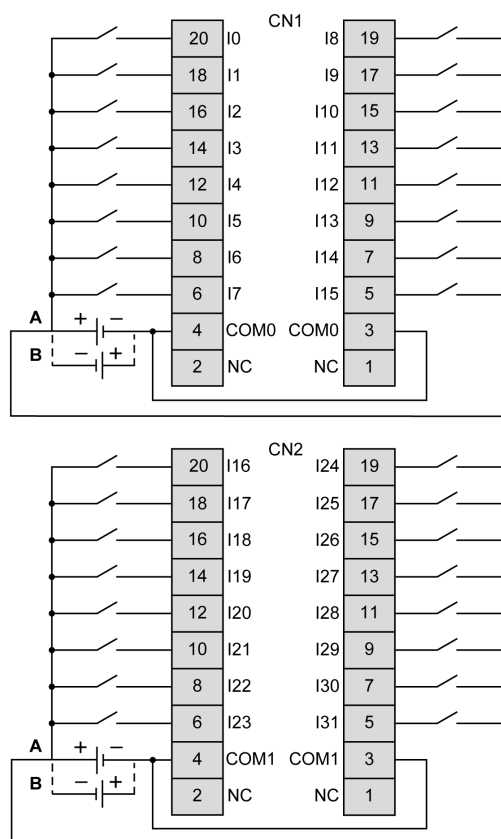 CN1
20 I0 I8 19
18 I1 I9 17
16 I2 I10 15
14 I3 I11 13
12 I4 I12 11
10 I5 I13 9
8 I6 I14 7
6 I7 I15 5
A + − 4 COM0 COM0 3
B − + 2 NC NC 1
CN2
20 I16 I24 19
18 I17 I25 17
16 I18 I26 15
14 I19 I27 13
12 I20 I28 11
10 I21 I29 9
8 I22 I30 7
6 I23 I31 5
A + − 4 COM1 COM1 3
B − + 2 NC NC 1